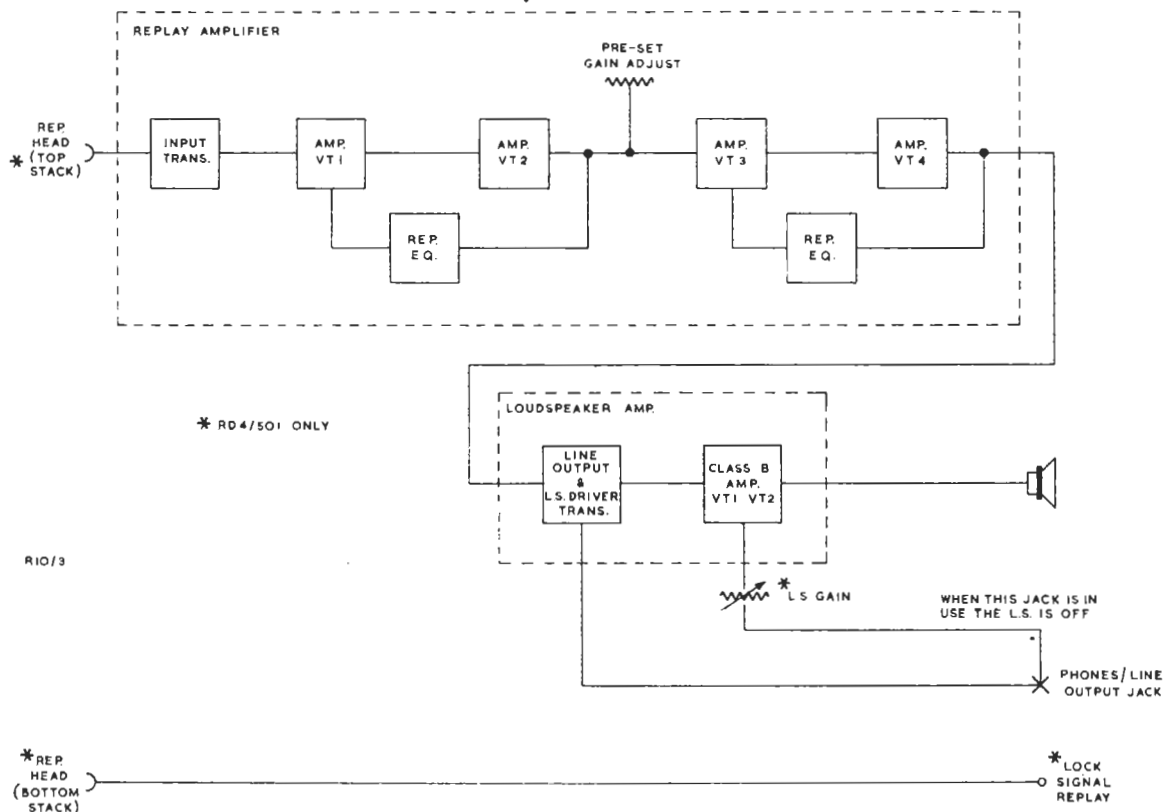 REPLAY AMPLIFIER
PRE-SET
GAIN ADJUST
REP.
HEAD
* (TOP
STACK)
INPUT
TRANS.
AMP.
VT1
AMP.
VT2
AMP.
VT3
AMP.
VT4
REP.
EQ.
REP.
EQ.
* RD4/501 ONLY
LOUDSPEAKER AMP.
LINE
OUTPUT
&
L.S. DRIVER
TRANS.
CLASS B
AMP.
VT1 VT2
R10/3
* L.S GAIN
WHEN THIS JACK IS IN
USE THE L.S. IS OFF
PHONES/LINE
OUTPUT JACK
* REP.
HEAD
(BOTTOM
STACK)
* LOCK
SIGNAL
REPLAY